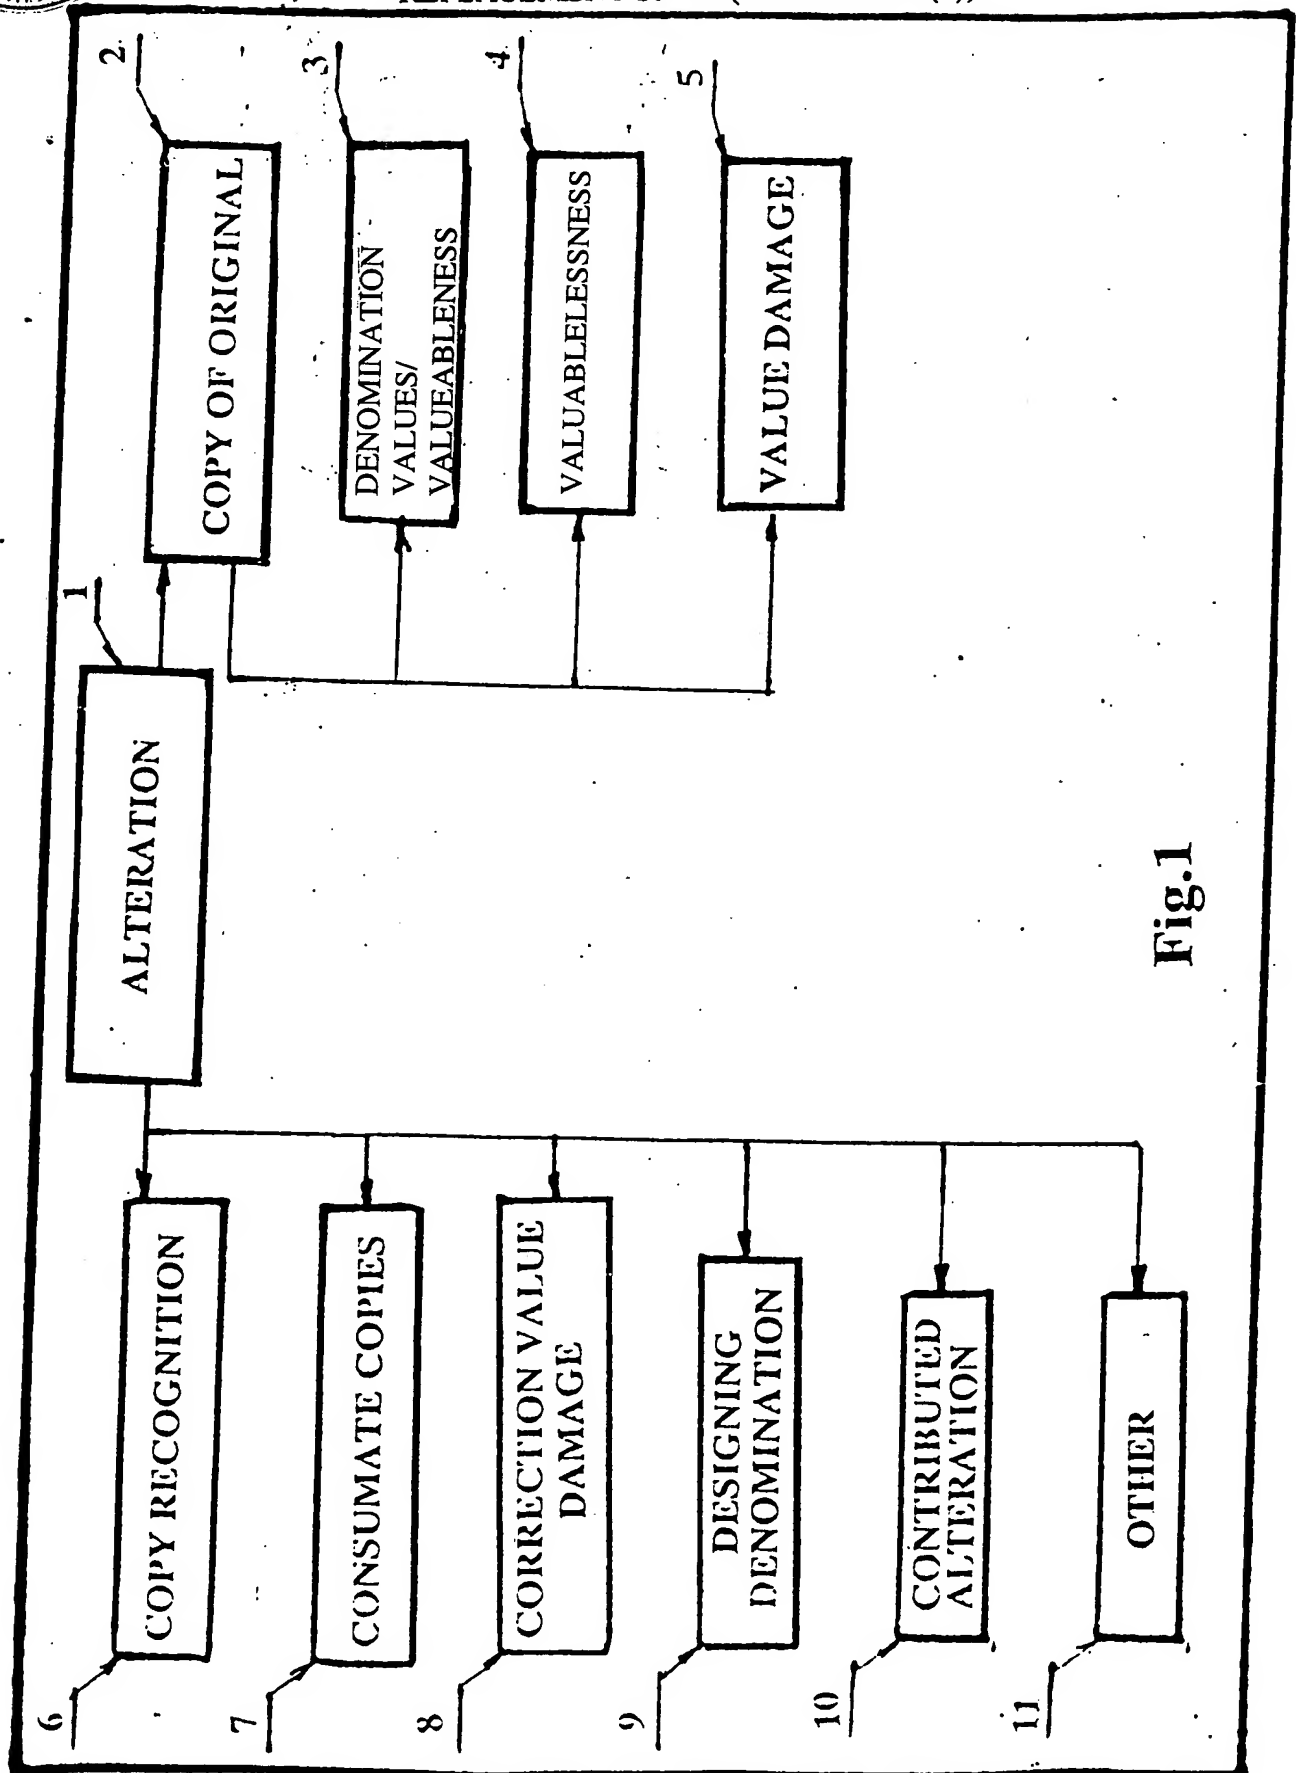 1
ALTERATION
2
COPY OF ORIGINAL
3
DENOMINATION
VALUES/
VALUEABLENESS
4
VALUABLELESSNESS
5
VALUE DAMAGE
6
COPY RECOGNITION
7
CONSUMATE COPIES
8
CORRECTION VALUE
DAMAGE
9
DESIGNING
DENOMINATION
10
CONTRIBUTED
ALTERATION
11
OTHER
Fig.1